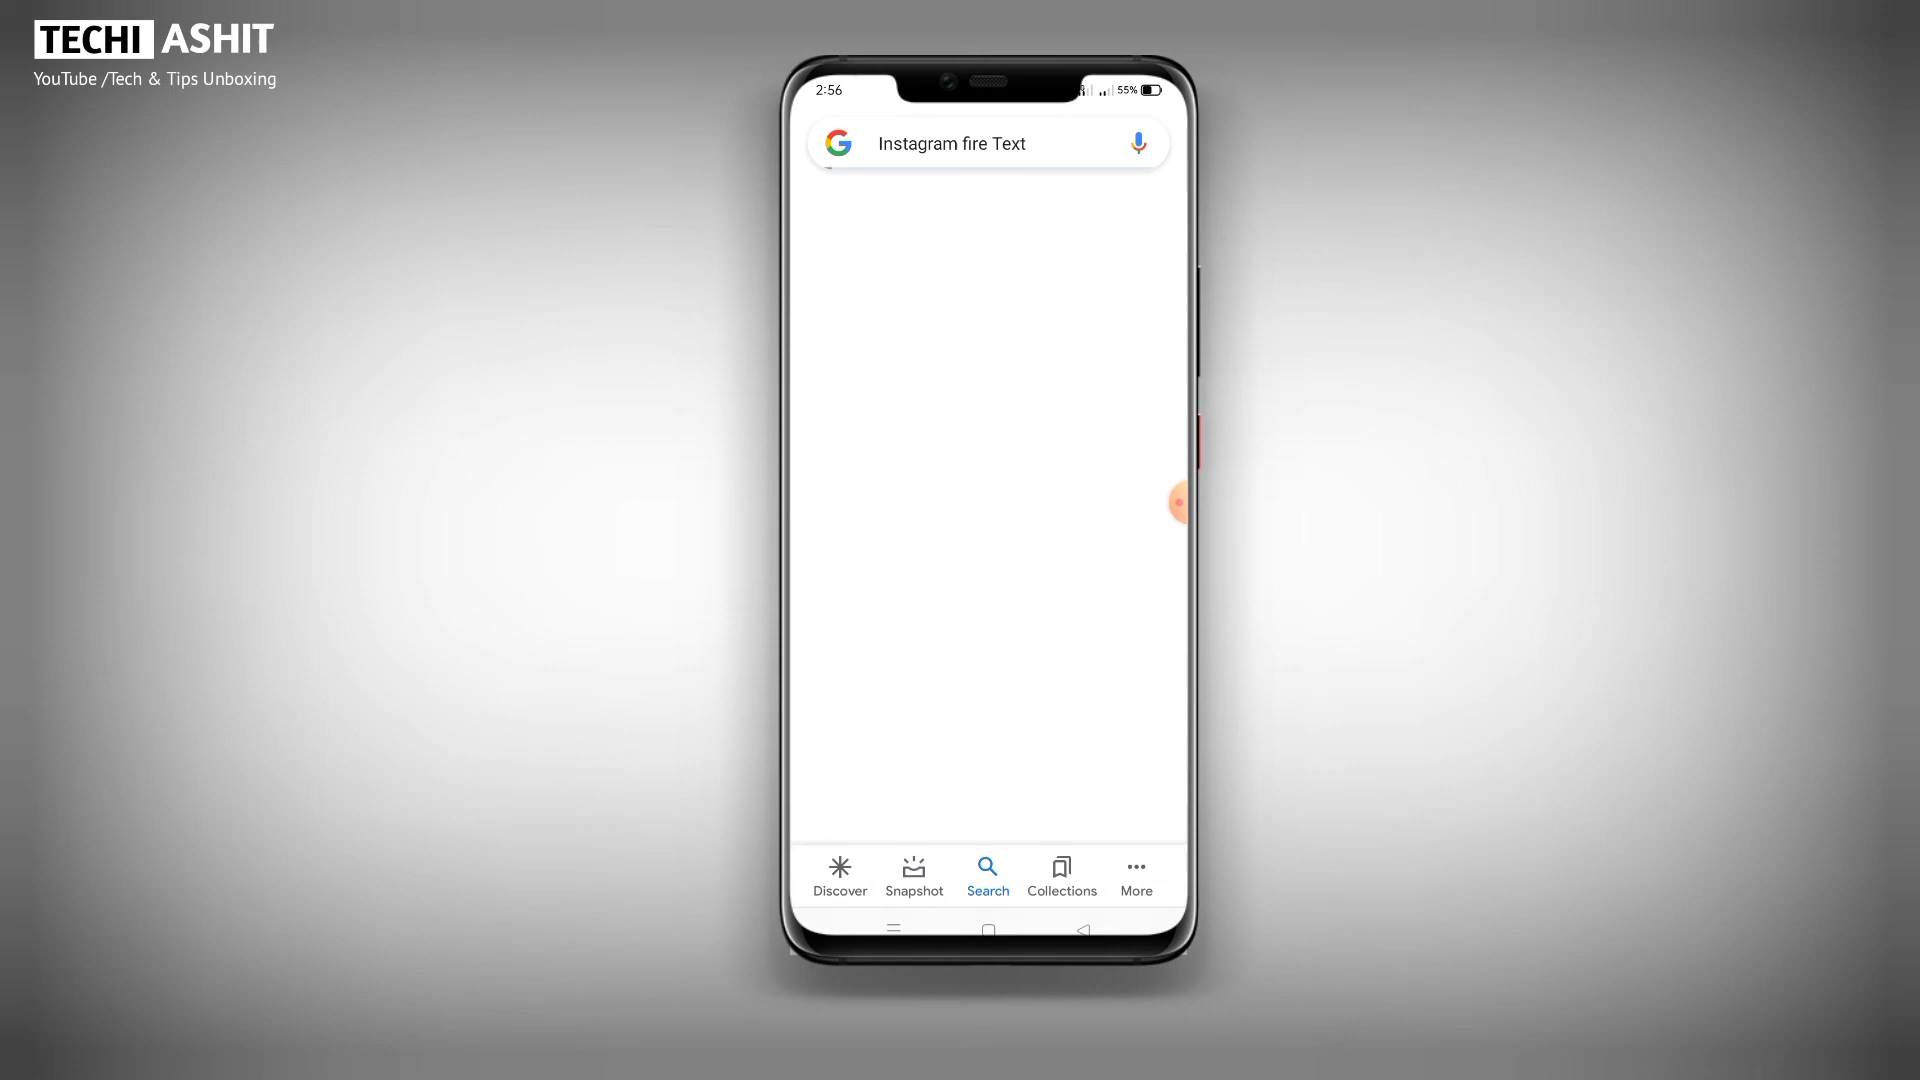 TECHI ASHIT
YouTube /Tech & Tips Unboxing
2:56
55%
Instagram fire Text
Discover Snapshot Search Collections More